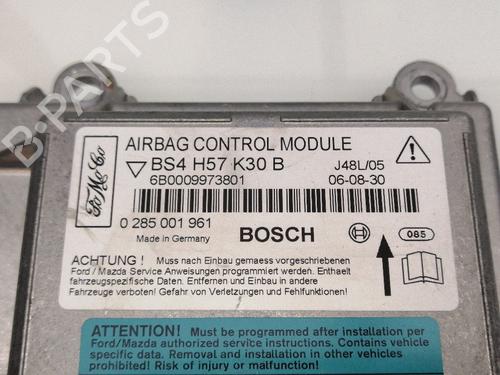 B-PARTS
FoMoCo
AIRBAG CONTROL MODULE
BS4 H57 K30 B
J48L/05
6B0009973801
06-08-30
0 285 001 961
Made in Germany
BOSCH
085
ACHTUNG ! Muss nach Einbau gemaess vorgeschriebenen
Ford / Mazda Service Anweisungen programmiert werden. Enthaelt
fahrzeugspezifische Daten. Entfernen und Einbau in andere
Fahrzeuge verboten! Gefahr von Verletzungen und Fehlfunktionen!
ATTENTION! Must be programmed after installation per
Ford/Mazda authorized service instructions. Contains vehicle
specific data. Removal and installation in other vehicles
prohibited! Risk of injury or malfunction!